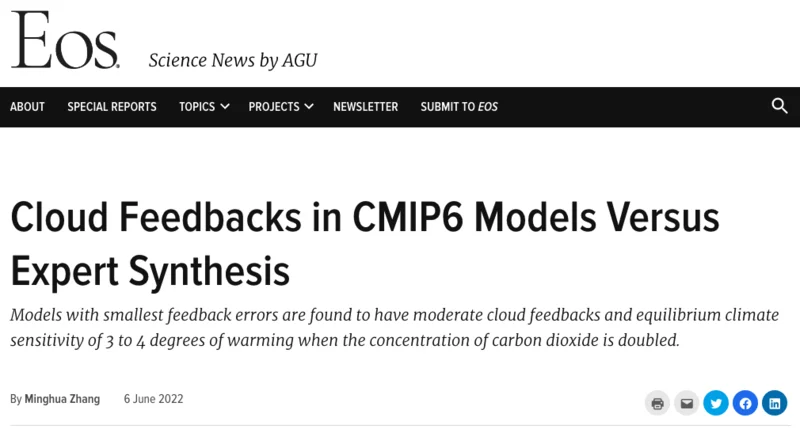 Eos
Science News by AGU
ABOUT SPECIAL REPORTS TOPICS PROJECTS NEWSLETTER SUBMIT TO EOS
Cloud Feedbacks in CMIP6 Models Versus
Expert Synthesis
Models with smallest feedback errors are found to have moderate cloud feedbacks and equilibrium climate
sensitivity of 3 to 4 degrees of warming when the concentration of carbon dioxide is doubled.
By Minghua Zhang 6 June 2022